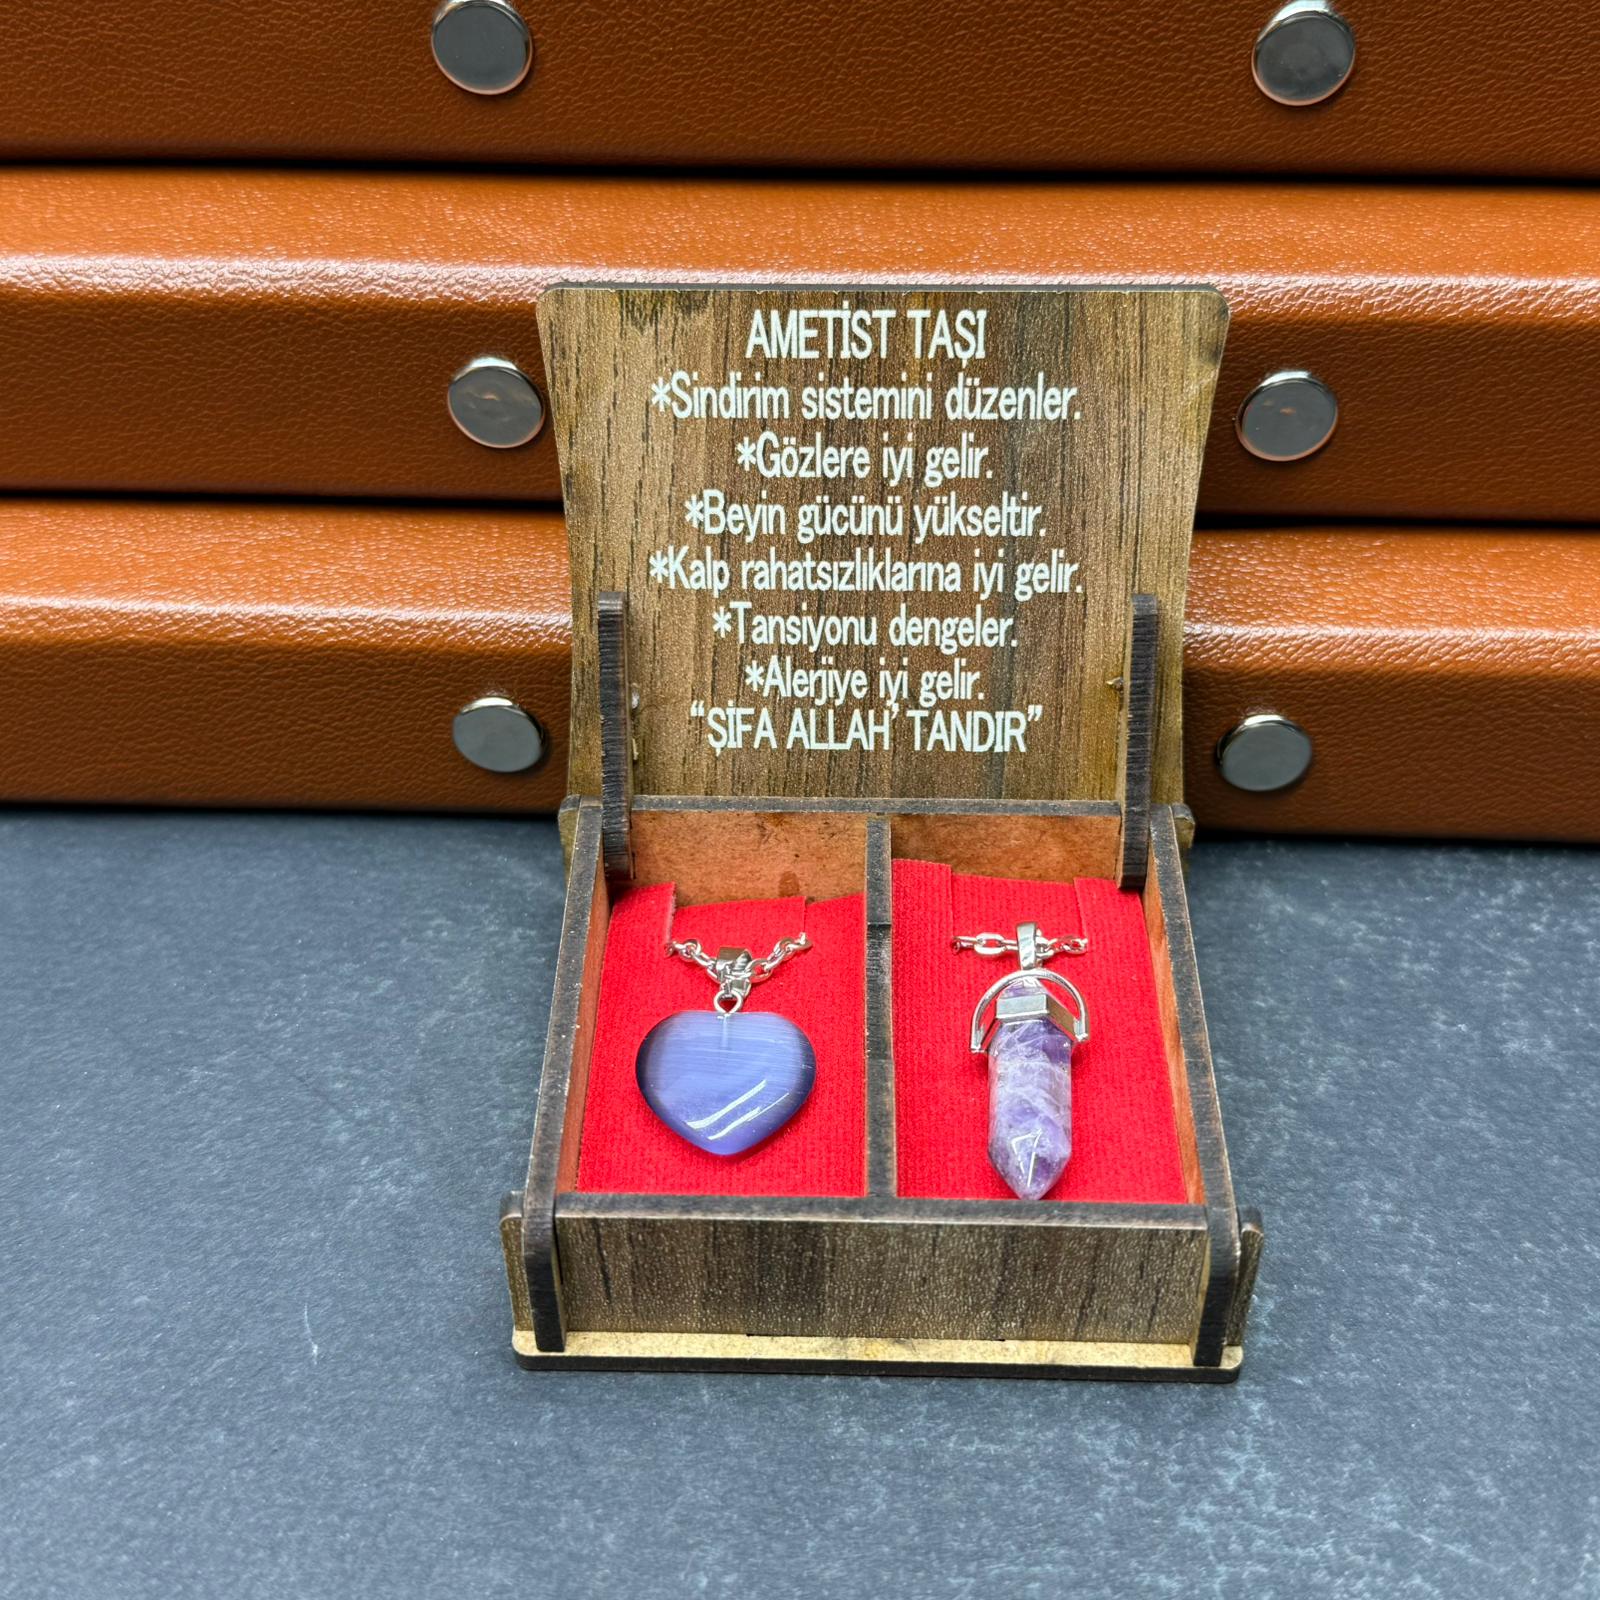 AMETİST TAŞI
*Sindirim sistemini düzenler.
*Gözlere iyi gelir.
*Beyin gücünü yükseltir.
*Kalp rahatsızlıklarına iyi gelir.
*Tansiyonu dengeler.
*Alerjiye iyi gelir.
“ŞİFA ALLAH’ TANDIR”